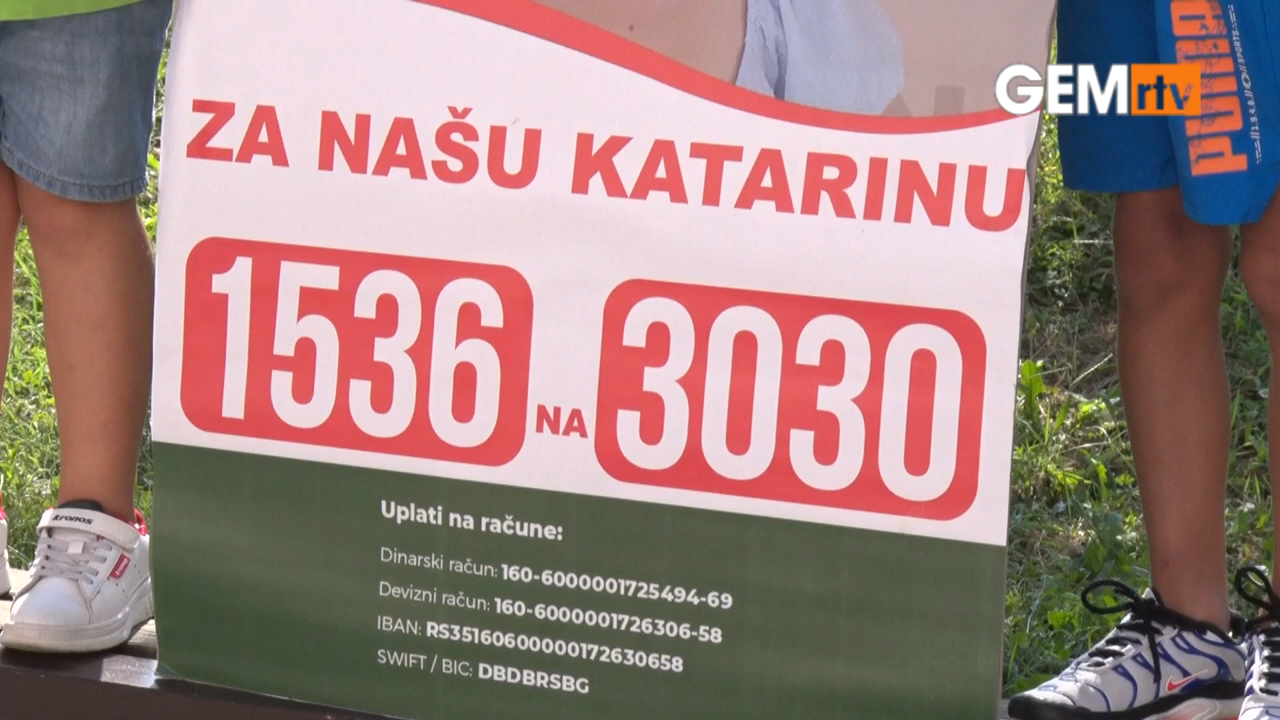 GEMrtv
ZA NAŠU KATARINU
1536 NA 3030
Uplati na račune:
Dinarski račun: 160-6000001725494-69
Devizni račun: 160-6000001726306-58
IBAN: RS35160600000172630658
SWIFT / BIC: DBDBRSBG
PUMA
kronos